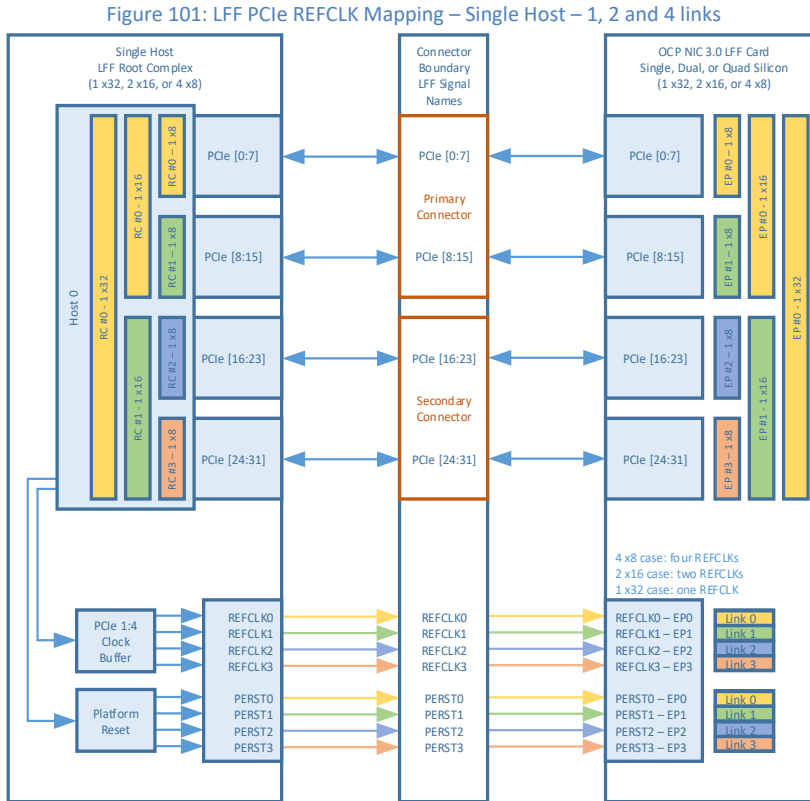 Figure 101: LFF PCIe REFCLK Mapping – Single Host – 1, 2 and 4 links
Single Host
LFF Root Complex
(1 x32, 2 x16, or 4 x8)
Connector
Boundary
LFF Signal
Names
OCP NIC 3.0 LFF Card
Single, Dual, or Quad Silicon
(1 x32, 2 x16, or 4 x8)
Host 0
RC #0 - 1 x32
RC #0 - 1 x16
RC #1 - 1 x16
RC #0 – 1 x8
RC #1 – 1 x8
RC #2 – 1 x8
RC #3 – 1 x8
PCIe [0:7]
PCIe [8:15]
PCIe [16:23]
PCIe [24:31]
PCIe [0:7]
Primary
Connector
PCIe [8:15]
PCIe [16:23]
Secondary
Connector
PCIe [24:31]
PCIe [0:7]
PCIe [8:15]
PCIe [16:23]
PCIe [24:31]
EP #0 – 1 x8
EP #1 – 1 x8
EP #2 – 1 x8
EP #3 – 1 x8
EP #0 - 1 x16
EP #1 - 1 x16
EP #0 - 1 x32
4 x8 case: four REFCLKs
2 x16 case: two REFCLKs
1 x32 case: one REFCLK
PCIe 1:4
Clock
Buffer
REFCLK0
REFCLK1
REFCLK2
REFCLK3
REFCLK0
REFCLK1
REFCLK2
REFCLK3
REFCLK0 – EP0
REFCLK1 – EP1
REFCLK2 – EP2
REFCLK3 – EP3
Link 0
Link 1
Link 2
Link 3
Platform
Reset
PERST0
PERST1
PERST2
PERST3
PERST0
PERST1
PERST2
PERST3
PERST0 – EP0
PERST1 – EP1
PERST2 – EP2
PERST3 – EP3
Link 0
Link 1
Link 2
Link 3